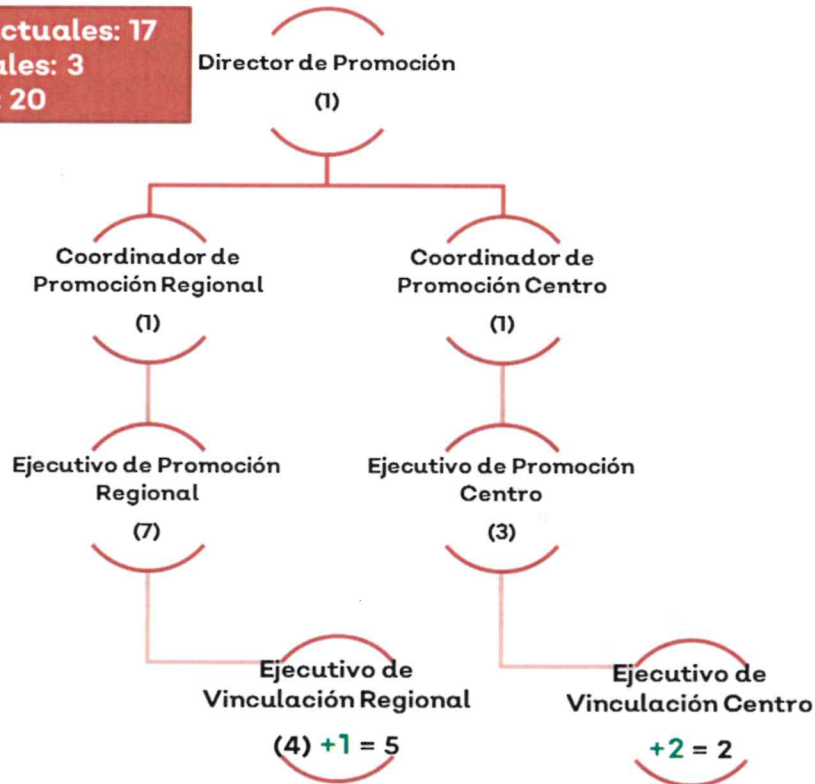 ctuales: 17
ales: 3
: 20
Director de Promoción
(1)
Coordinador de
Promoción Regional
(1)
Coordinador de
Promoción Centro
(1)
Ejecutivo de Promoción
Regional
(7)
Ejecutivo de Promoción
Centro
(3)
Ejecutivo de
Vinculación Regional
(4) +1 = 5
Ejecutivo de
Vinculación Centro
+2 = 2